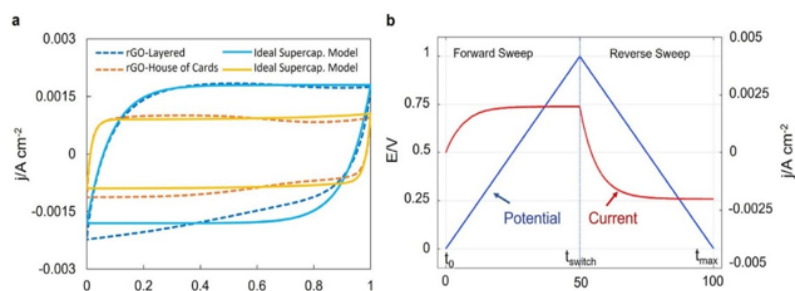 a
0.003
0.0015
0
-0.0015
-0.003
j/A cm⁻²
rGO-Layered
Ideal Supercap. Model
rGO-House of Cards
Ideal Supercap. Model
0 0.2 0.4 0.6 0.8 1
b
Forward Sweep
Reverse Sweep
1
0.75
0.5
0.25
0
E/V
0.005
0.0025
0
-0.0025
-0.005
j/A cm⁻²
Potential
Current
t₀
tswitch
tmax
0 50 100